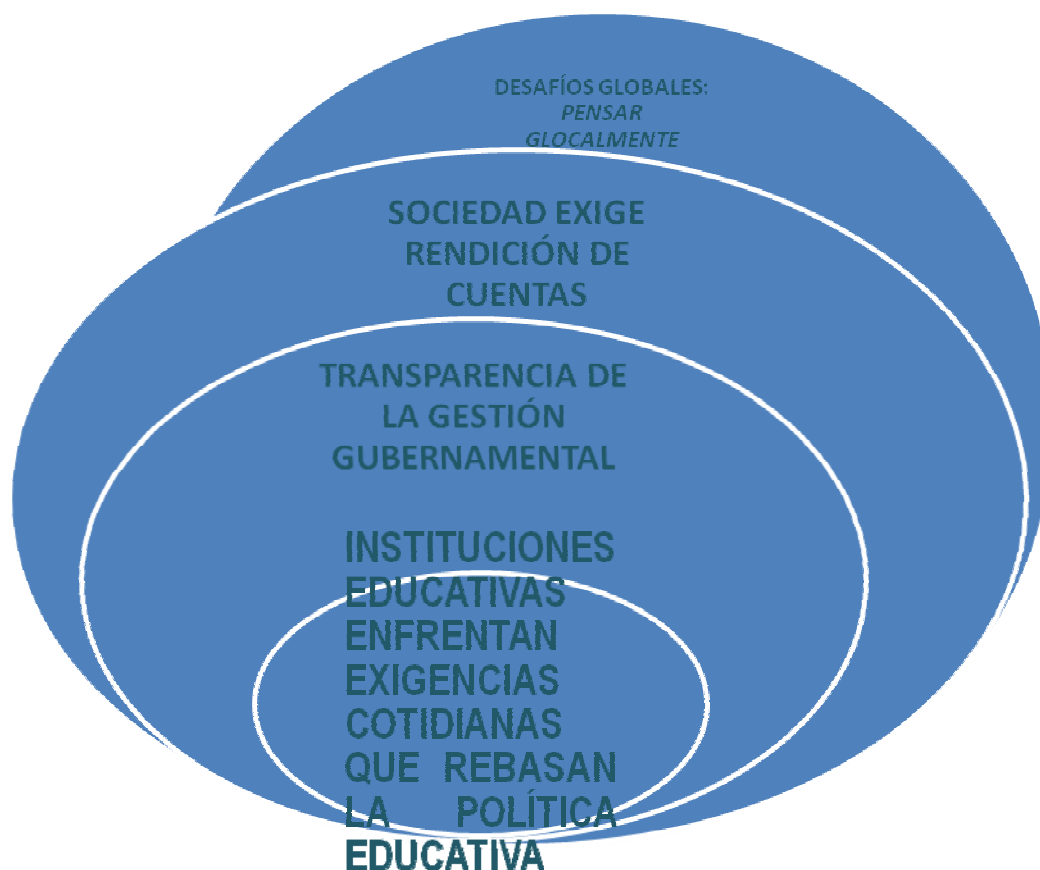 DESAFÍOS GLOBALES:
PENSAR
GLOCALMENTE
SOCIEDAD EXIGE
RENDICIÓN DE
CUENTAS
TRANSPARENCIA DE
LA GESTIÓN
GUBERNAMENTAL
INSTITUCIONES
EDUCATIVAS
ENFRENTAN
EXIGENCIAS
COTIDIANAS
QUE REBASAN
LA POLÍTICA
EDUCATIVA